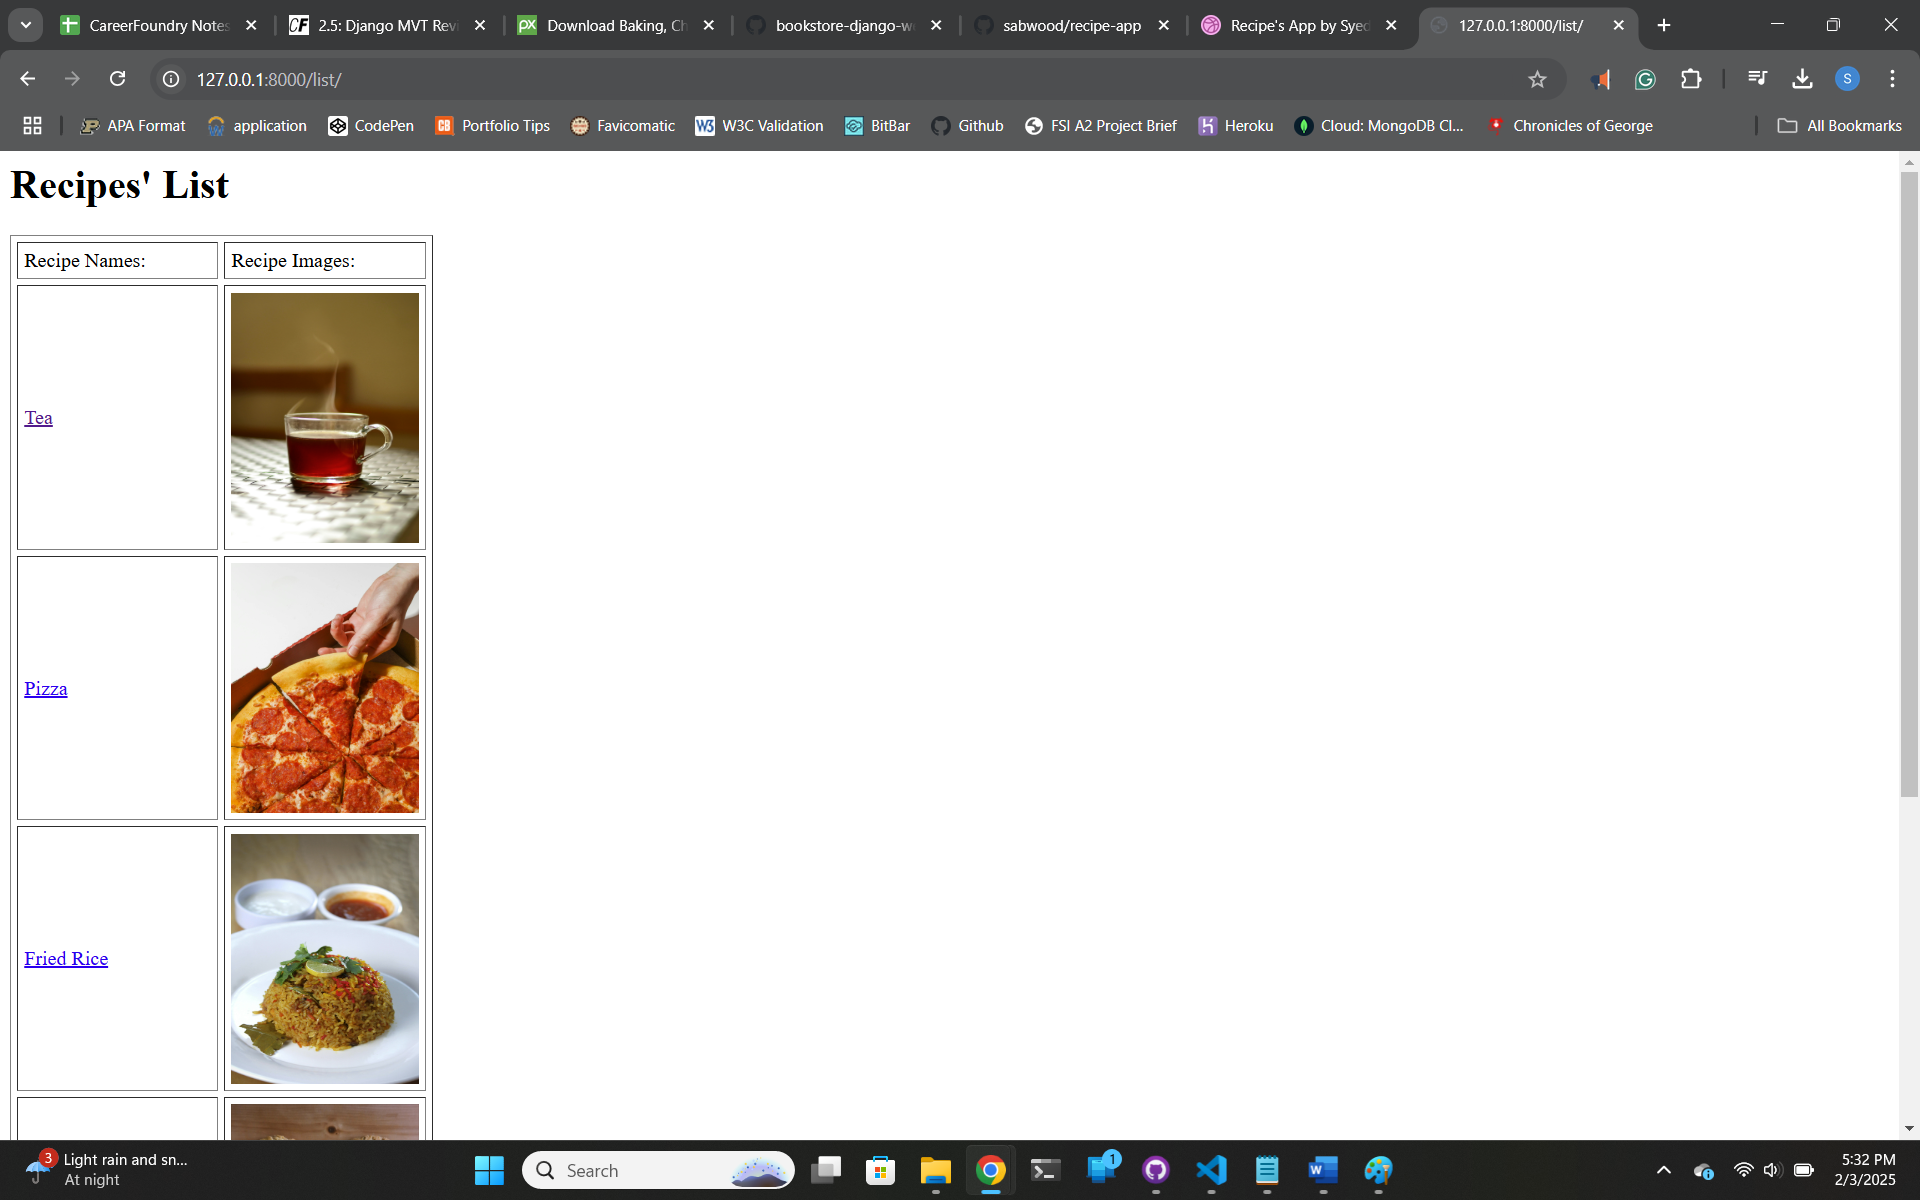 CareerFoundry Notes
2.5: Django MVT Revi
Download Baking, Ch
bookstore-django-w
sabwood/recipe-app
Recipe's App by Syed
127.0.0.1:8000/list/
127.0.0.1:8000/list/
S
APA Format
application
CodePen
Portfolio Tips
Favicomatic
W3C Validation
BitBar
Github
FSI A2 Project Brief
Heroku
Cloud: MongoDB Cl...
Chronicles of George
All Bookmarks
Recipes' List
Recipe Names: Recipe Images:
Tea
Pizza
Fried Rice
3
Light rain and sn...
At night
Search
1
5:32 PM
2/3/2025